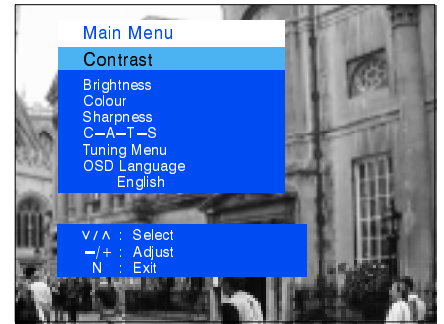 Main Menu
Contrast
Brightness
Colour
Sharpness
C–A–T–S
Tuning Menu
OSD Language
English
∨/∧ : Select
–/+ : Adjust
N : Exit